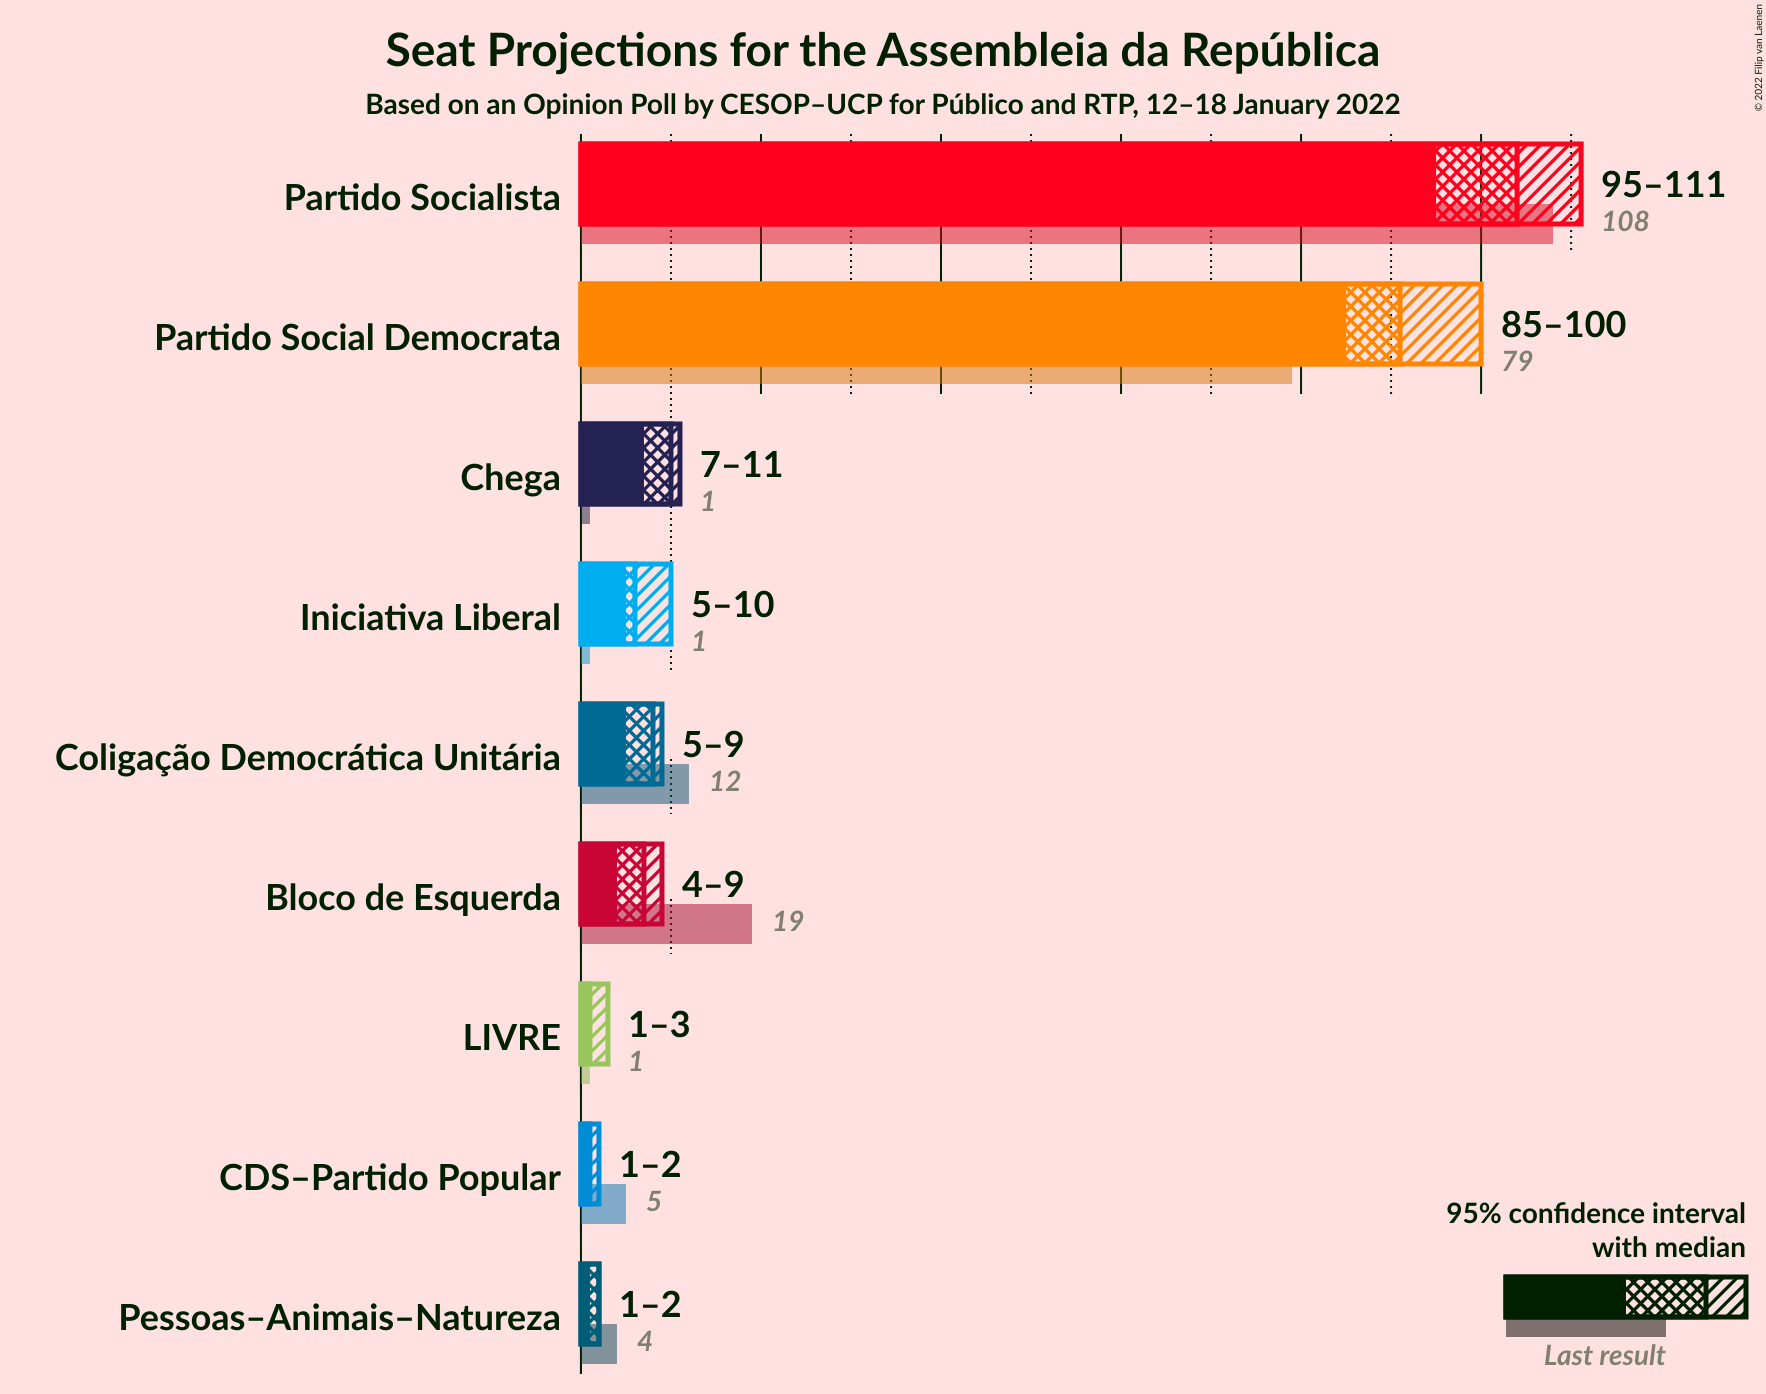 Seat Projections for the Assembleia da República
Based on an Opinion Poll by CESOP–UCP for Público and RTP, 12–18 January 2022
© 2022 Filip van Laenen
Partido Socialista
95–111
108
Partido Social Democrata
85–100
79
Chega
7–11
1
Iniciativa Liberal
5–10
1
Coligação Democrática Unitária
5–9
12
Bloco de Esquerda
4–9
19
LIVRE
1–3
1
CDS–Partido Popular
1–2
5
Pessoas–Animais–Natureza
1–2
4
95% confidence interval
with median
Last result